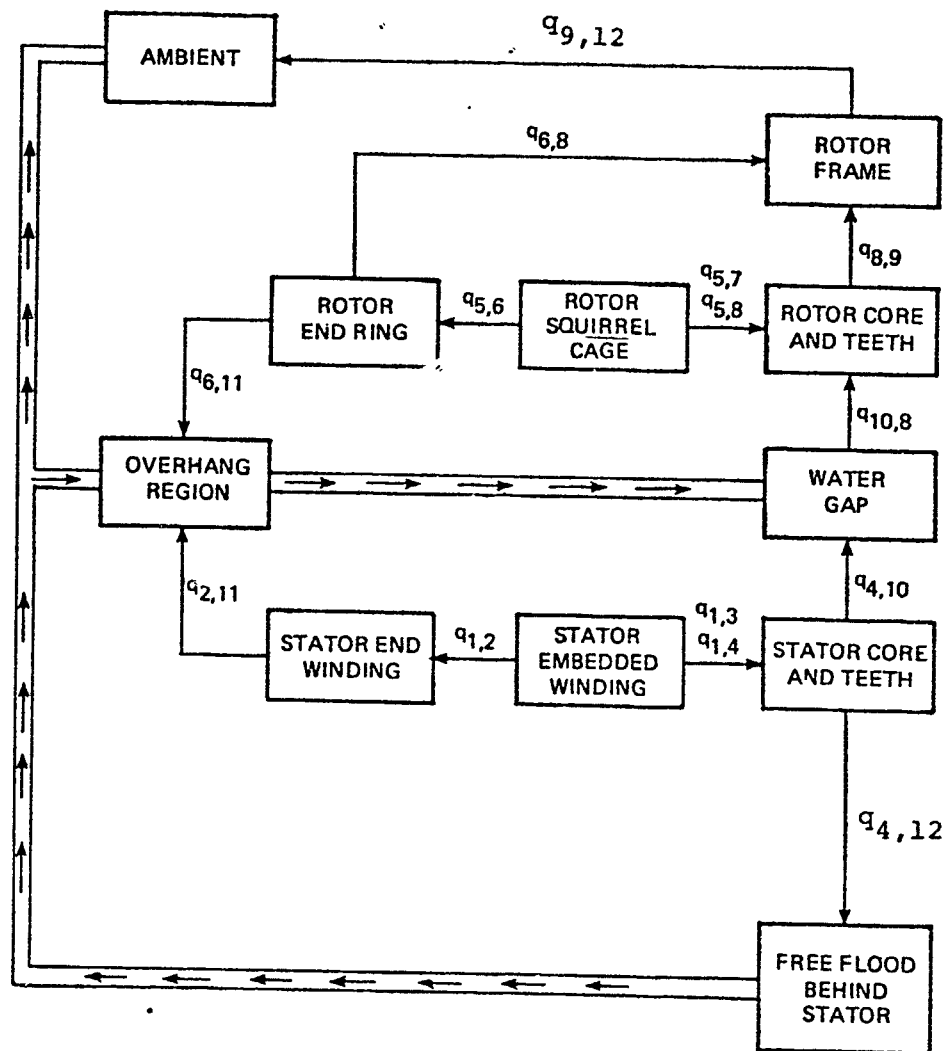 q9,12
AMBIENT
ROTOR
FRAME
q6,8
q8,9
q5,7
q5,8
q5,6
ROTOR
END RING
ROTOR
SQUIRREL
CAGE
ROTOR CORE
AND TEETH
q6,11
q10,8
OVERHANG
REGION
WATER
GAP
q2,11
q4,10
q1,3
q1,4
q1,2
STATOR END
WINDING
STATOR
EMBEDDED
WINDING
STATOR CORE
AND TEETH
q4,12
FREE FLOOD
BEHIND
STATOR